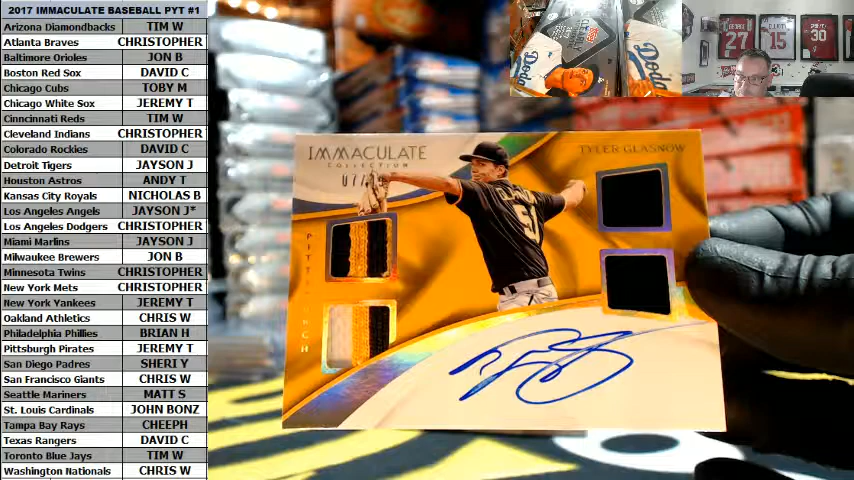 2017 IMMACULATE BASEBALL PYT #1
Arizona Diamondbacks TIM W
Atlanta Braves CHRISTOPHER
Baltimore Orioles JON B
Boston Red Sox DAVID C
Chicago Cubs TOBY M
Chicago White Sox JEREMY T
Cinncinati Reds TIM W
Cleveland Indians CHRISTOPHER
Colorado Rockies DAVID C
Detroit Tigers JAYSON J
Houston Astros ANDY T
Kansas City Royals NICHOLAS B
Los Angeles Angels JAYSON J*
Los Angeles Dodgers CHRISTOPHER
Miami Marlins JAYSON J
Milwaukee Brewers JON B
Minnesota Twins CHRISTOPHER
New York Mets CHRISTOPHER
New York Yankees JEREMY T
Oakland Athletics CHRIS W
Philadelphia Phillies BRIAN H
Pittsburgh Pirates JEREMY T
San Diego Padres SHERI Y
San Francisco Giants CHRIS W
Seattle Mariners MATT S
St. Louis Cardinals JOHN BONZ
Tampa Bay Rays CHEEPH
Texas Rangers DAVID C
Toronto Blue Jays TIM W
Washington Nationals CHRIS W
IMMACULATE
COLLECTION
TYLER GLASNOW
51
27
15
30